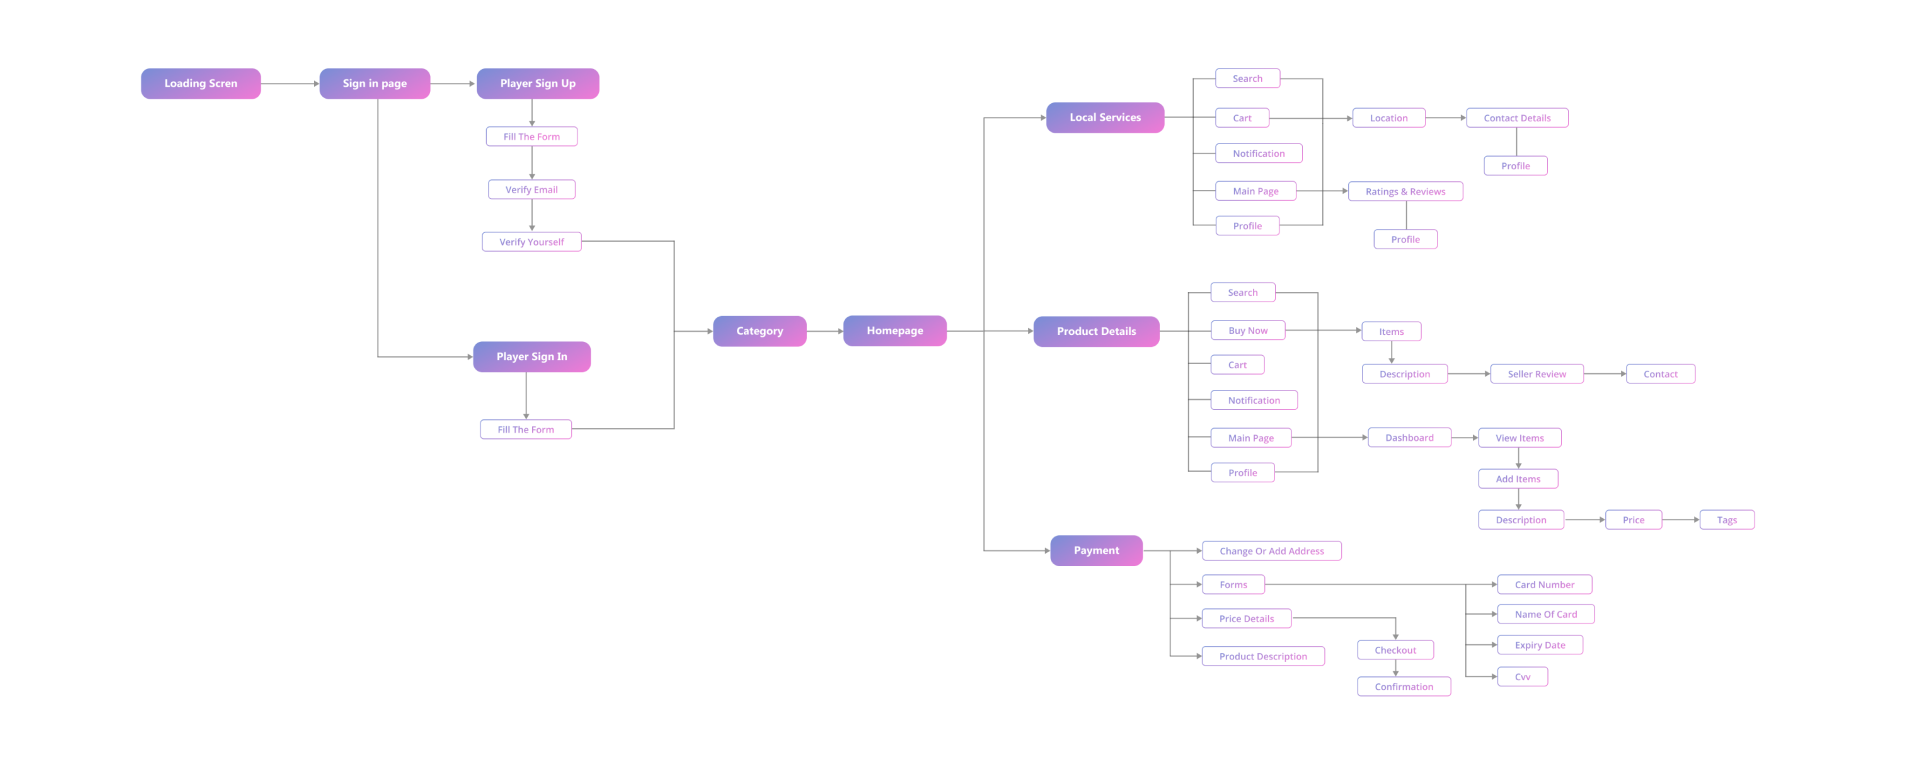 Loading Scren
Sign in page
Player Sign Up
Fill The Form
Verify Email
Verify Yourself
Player Sign In
Fill The Form
Category
Homepage
Local Services
Search
Cart
Notification
Main Page
Profile
Location
Contact Details
Profile
Ratings & Reviews
Profile
Product Details
Search
Buy Now
Cart
Notification
Main Page
Profile
Items
Description
Seller Review
Contact
Dashboard
View Items
Add Items
Description
Price
Tags
Payment
Change Or Add Address
Forms
Price Details
Product Description
Checkout
Confirmation
Card Number
Name Of Card
Expiry Date
Cvv